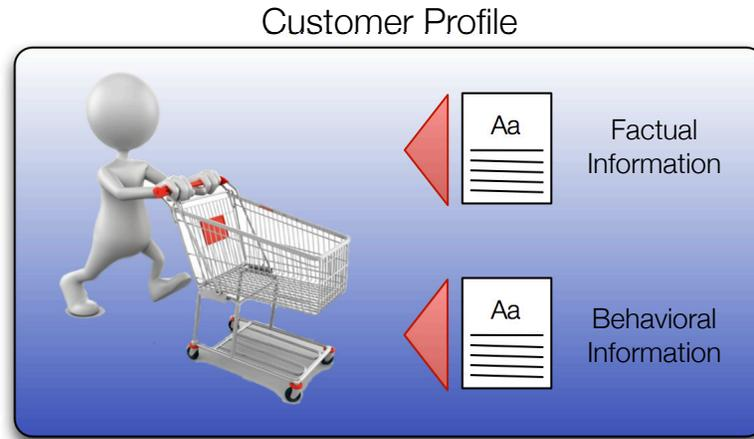 Customer Profile
Aa
Factual
Information
Aa
Behavioral
Information